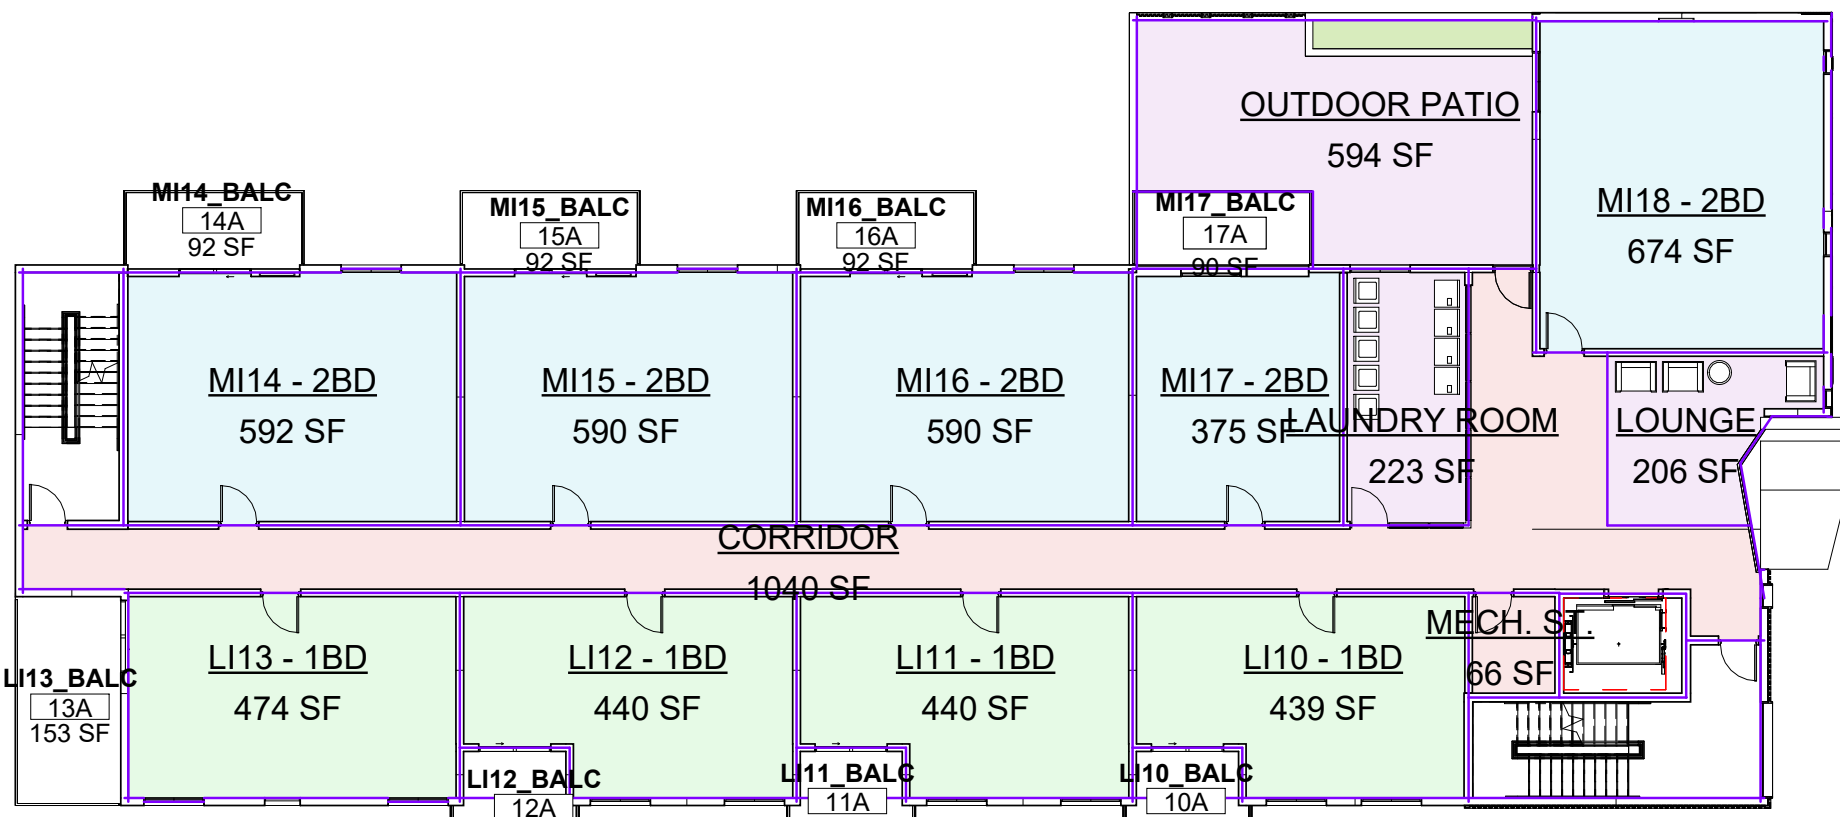 OUTDOOR PATIO
594 SF
MI14_BALC
14A
92 SF
MI15_BALC
15A
92 SF
MI16_BALC
16A
92 SF
MI17_BALC
17A
90 SF
MI18 - 2BD
674 SF
MI14 - 2BD
592 SF
MI15 - 2BD
590 SF
MI16 - 2BD
590 SF
MI17 - 2BD
375 SF
LAUNDRY ROOM
223 SF
LOUNGE
206 SF
CORRIDOR
1040 SF
LI13_BALC
13A
153 SF
LI13 - 1BD
474 SF
LI12 - 1BD
440 SF
LI11 - 1BD
440 SF
LI10 - 1BD
439 SF
MECH. ST.
66 SF
LI12_BALC
12A
LI11_BALC
11A
LI10_BALC
10A